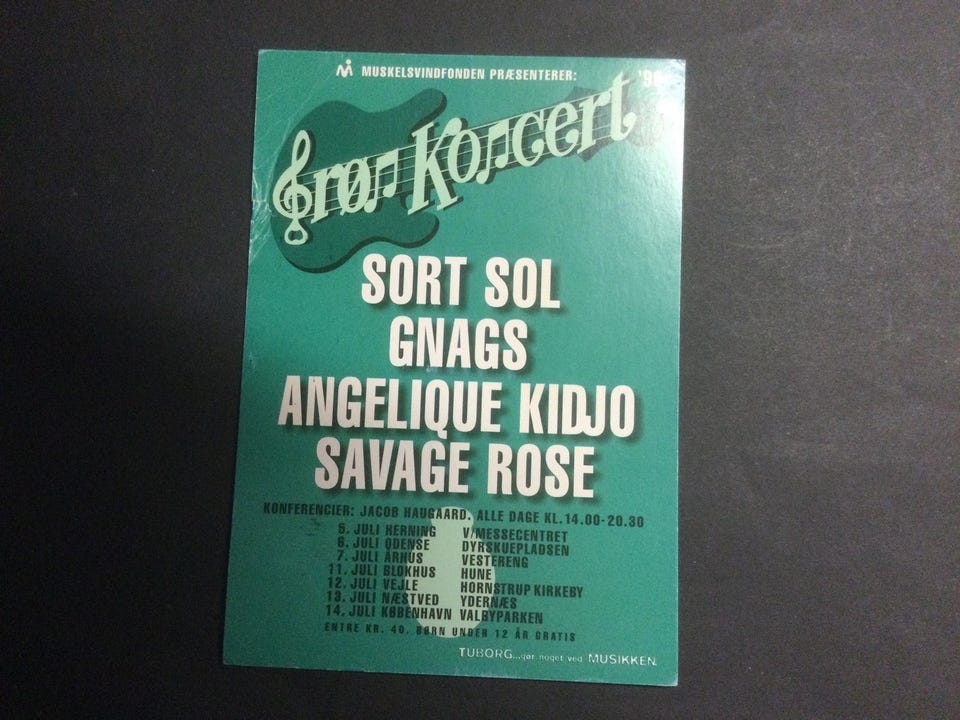 MUSKELSVINDFONDEN PRÆSENTERER:
Grøn Koncert
SORT SOL
GNAGS
ANGELIQUE KIDJO
SAVAGE ROSE
KONFERENCIER: JACOB HAUGAARD. ALLE DAGE KL. 14.00-20.30
5. JULI HERNING V/MESSECENTRET
6. JULI ODENSE DYRSKUEPLADSEN
7. JULI ÅRHUS VESTERENG
11. JULI BLOKHUS HUNE
12. JULI VEJLE HORNSTRUP KIRKEBY
13. JULI NÆSTVED YDERNÆS
14. JULI KØBENHAVN VALBYPARKEN
ENTRE KR. 40. BØRN UNDER 12 ÅR GRATIS
TUBORG...gør noget ved MUSIKKEN